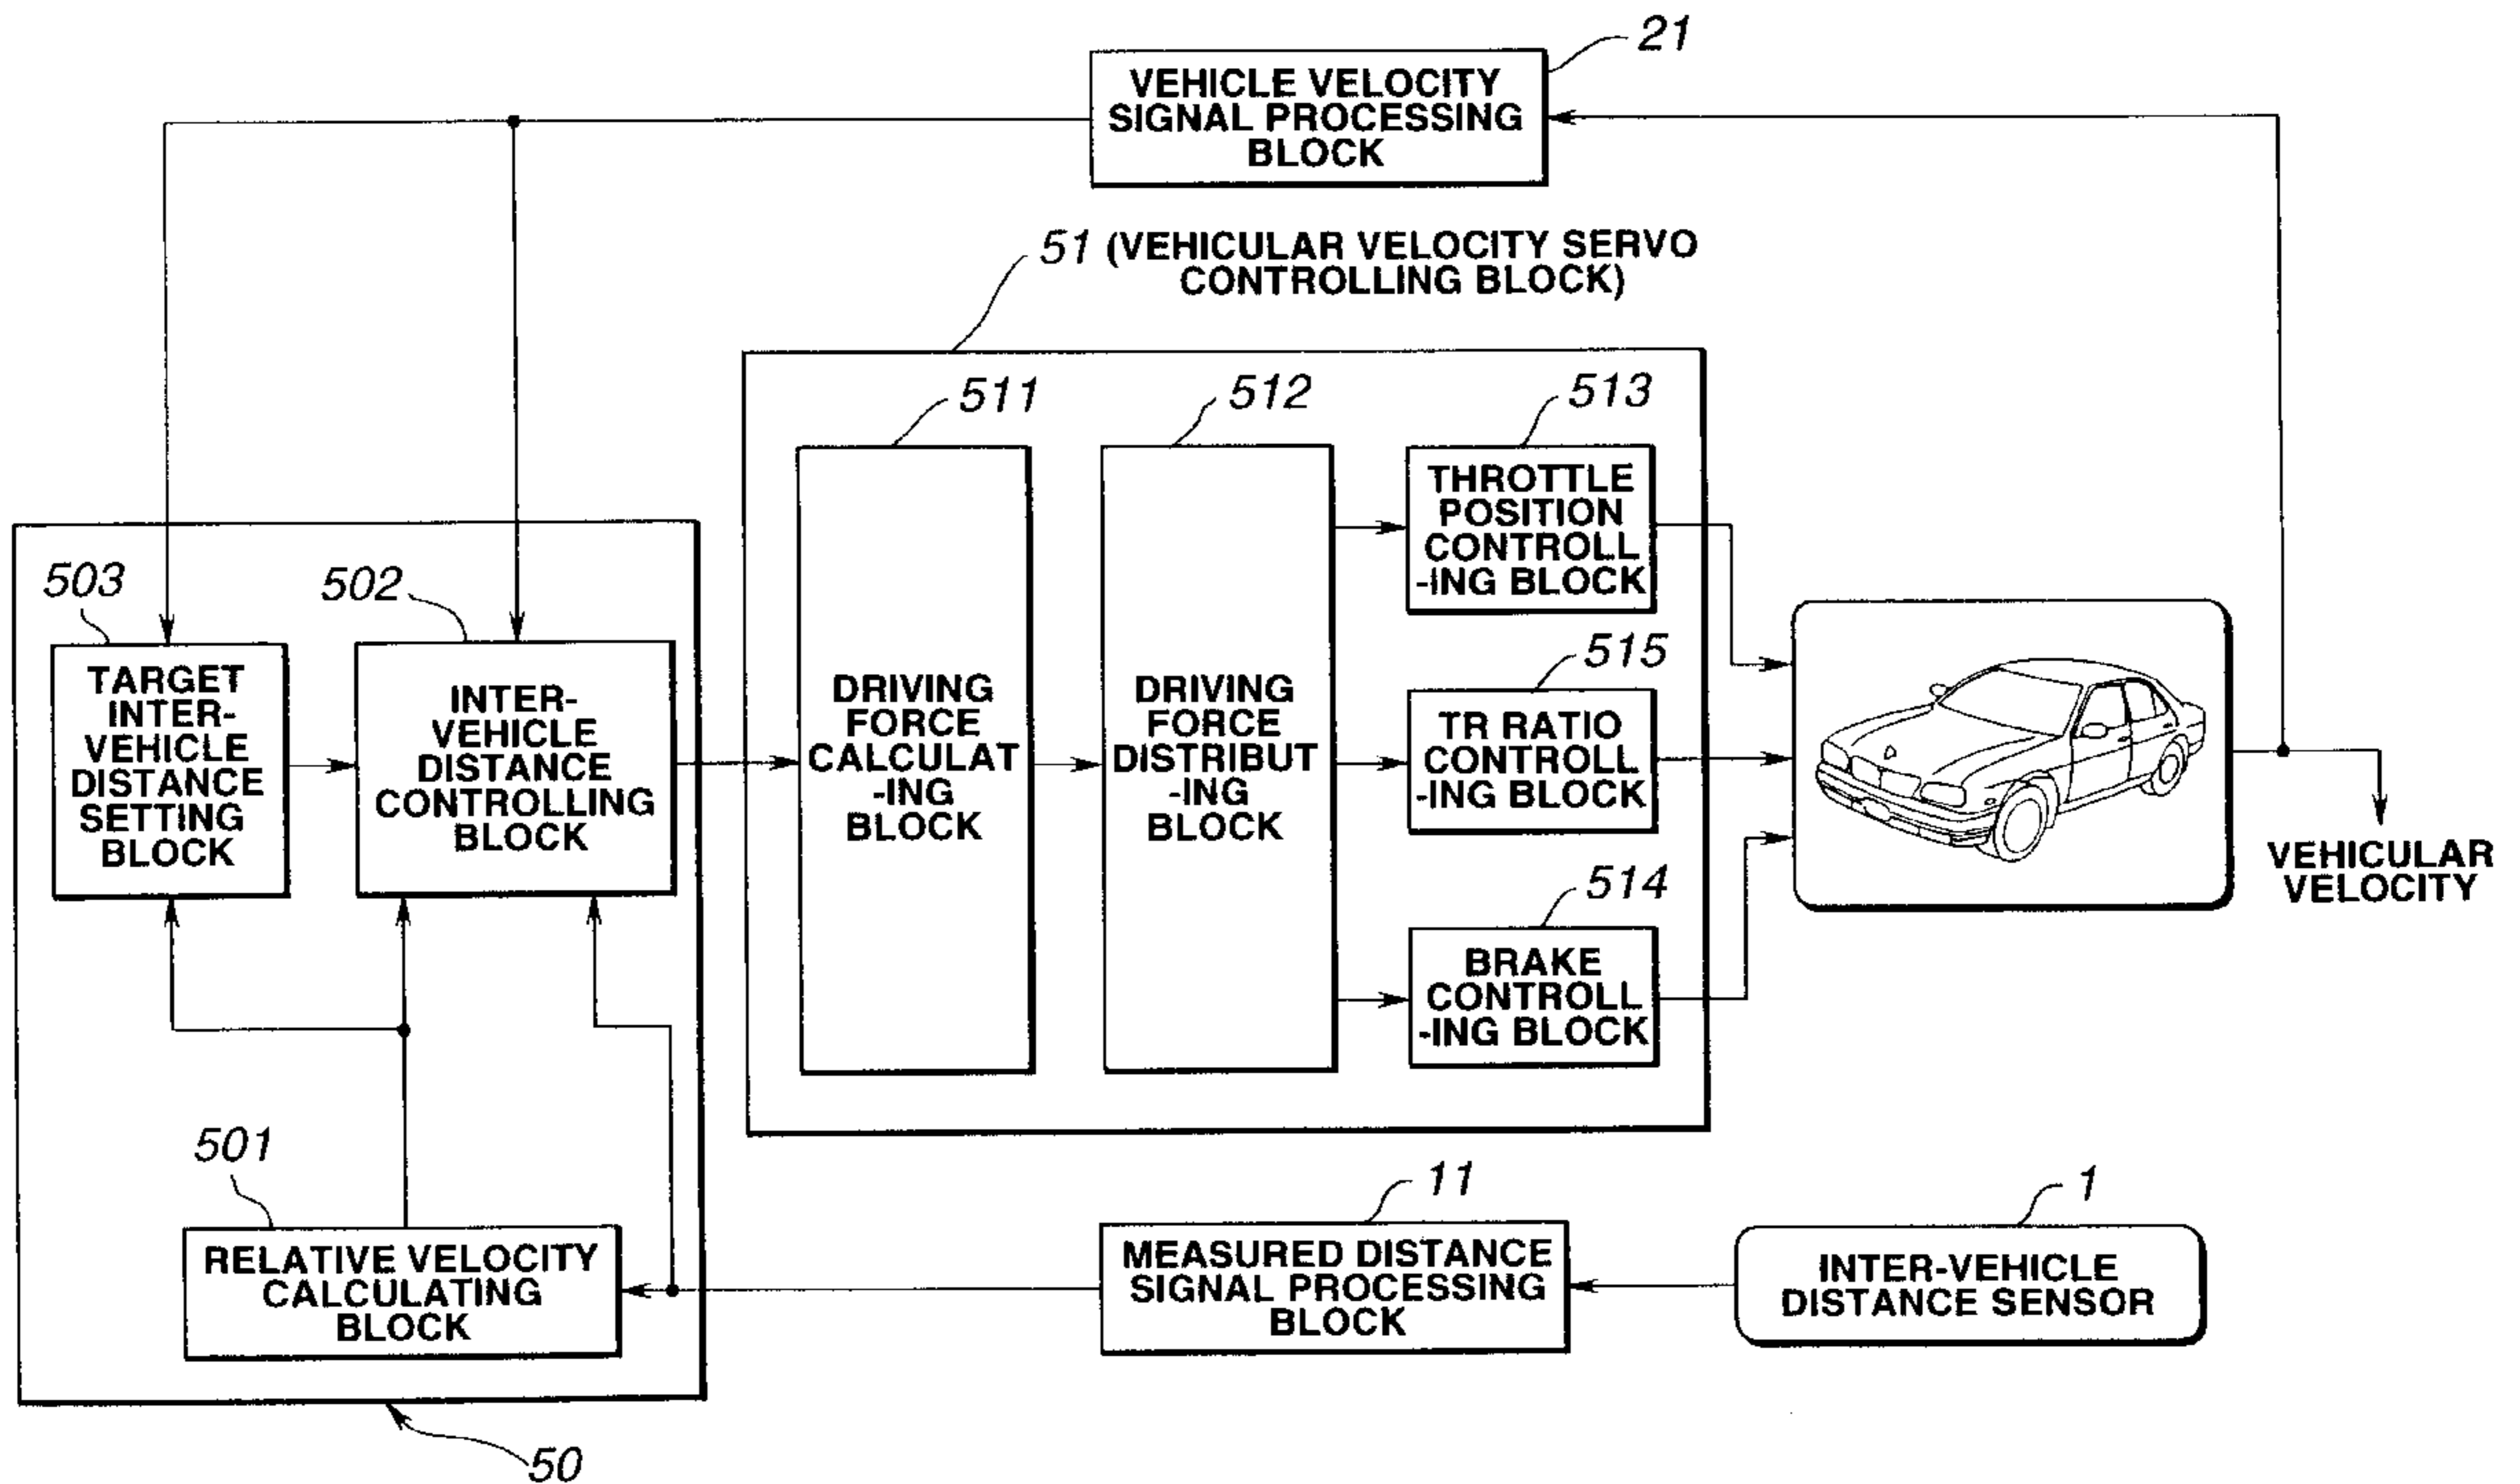 21
VEHICLE VELOCITY
SIGNAL PROCESSING
BLOCK
51 (VEHICULAR VELOCITY SERVO
CONTROLLING BLOCK)
511
512
513
THROTTLE
POSITION
CONTROLL
-ING BLOCK
503
502
515
TARGET
INTER-
VEHICLE
DISTANCE
SETTING
BLOCK
INTER-
VEHICLE
DISTANCE
CONTROLLING
BLOCK
DRIVING
FORCE
CALCULAT
-ING
BLOCK
DRIVING
FORCE
DISTRIBUT
-ING
BLOCK
TR RATIO
CONTROLL
-ING BLOCK
VEHICULAR
VELOCITY
514
BRAKE
CONTROLL
-ING BLOCK
501
RELATIVE VELOCITY
CALCULATING
BLOCK
11
MEASURED DISTANCE
SIGNAL PROCESSING
BLOCK
1
INTER-VEHICLE
DISTANCE SENSOR
50